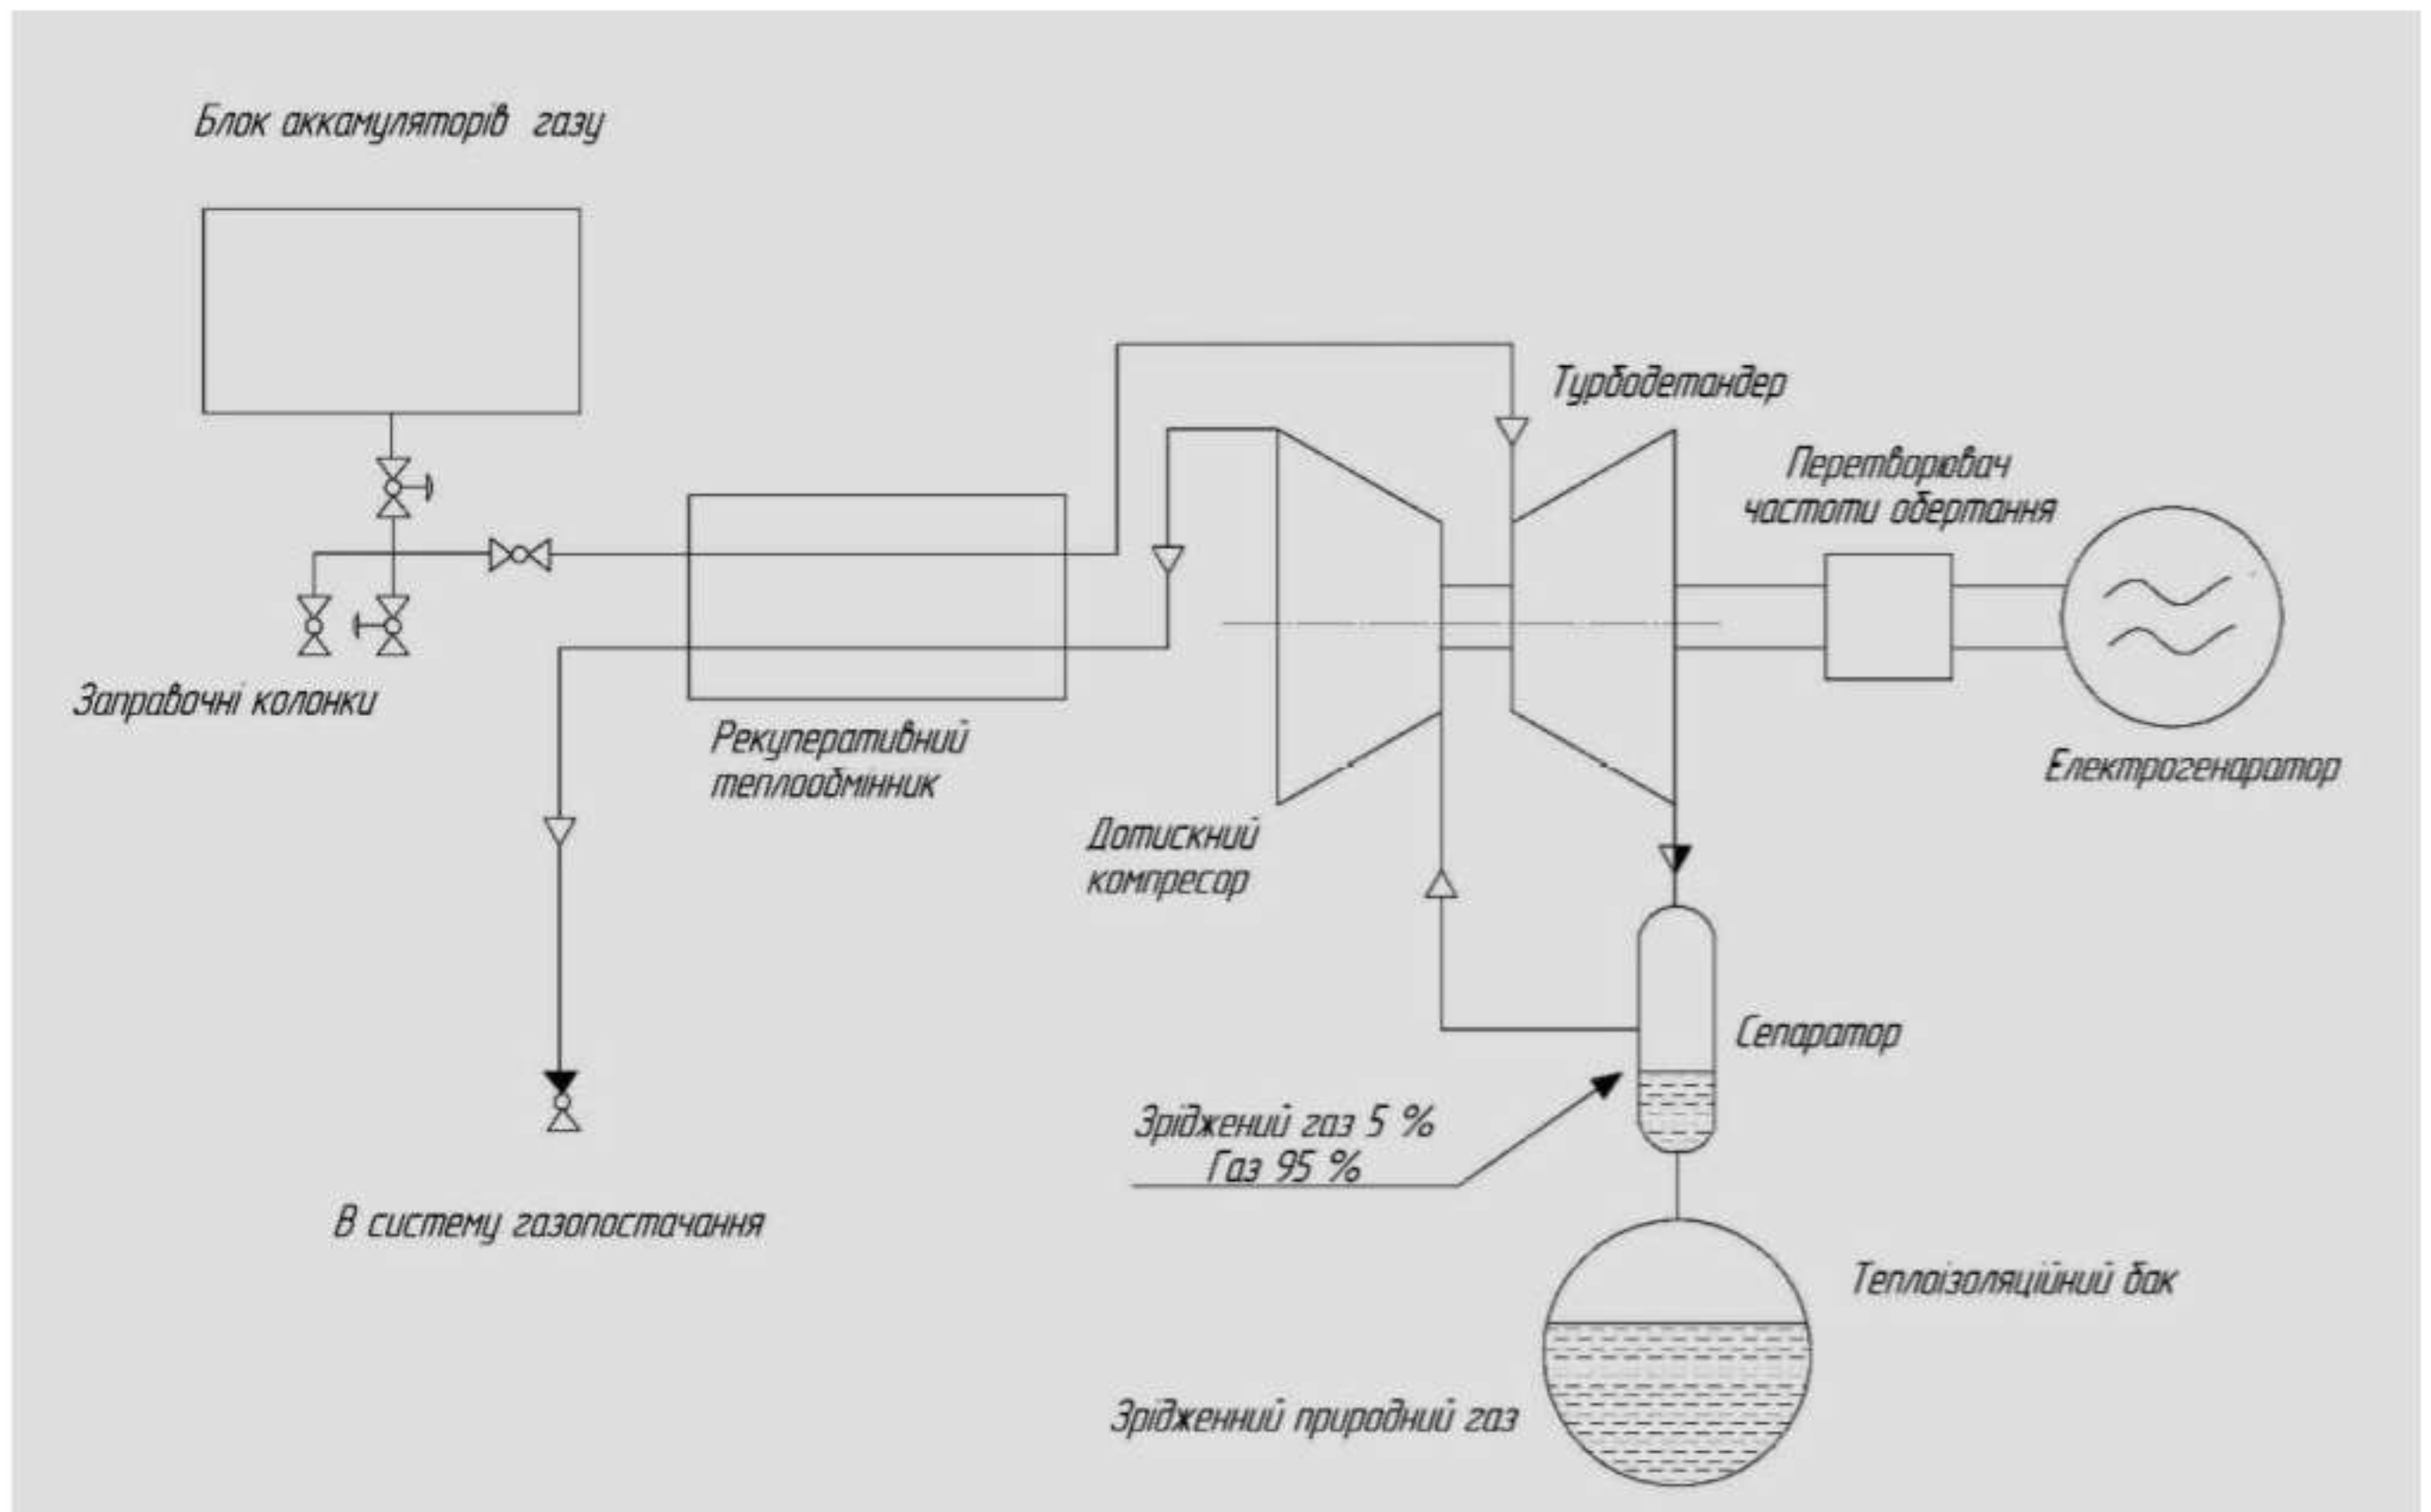 Блок аккамуляторів газу
Турбодетандер
Перетворювач
частоти обертання
Заправочні колонки
Рекуперативний
теплообмінник
Електрогенаратор
Дотискний
компресор
Сепаратор
Зріджений газ 5 %
Газ 95 %
В систему газопостачання
Теплоізоляційний бак
Зрідженний природний газ